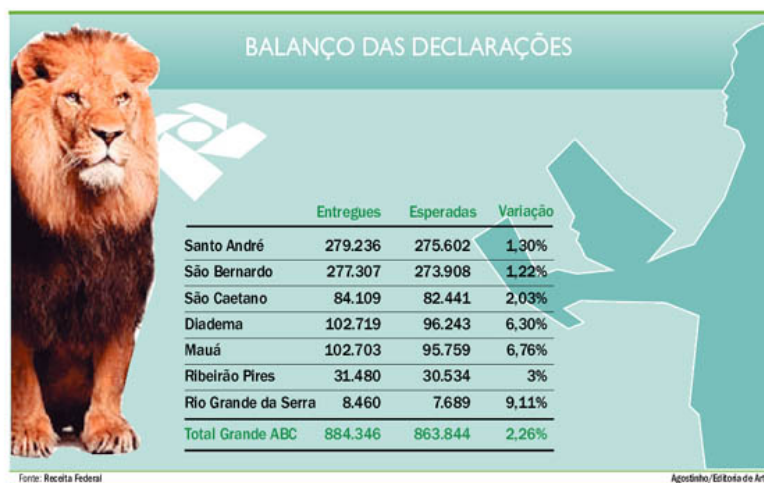 BALANÇO DAS DECLARAÇÕES
Entregues Esperadas Variação
Santo André 279.236 275.602 1,30%
São Bernardo 277.307 273.908 1,22%
São Caetano 84.109 82.441 2,03%
Diadema 102.719 96.243 6,30%
Mauá 102.703 95.759 6,76%
Ribeirão Pires 31.480 30.534 3%
Rio Grande da Serra 8.460 7.689 9,11%
Total Grande ABC 884.346 863.844 2,26%
Fonte: Receita Federal
Agostinho/Editoria de Art